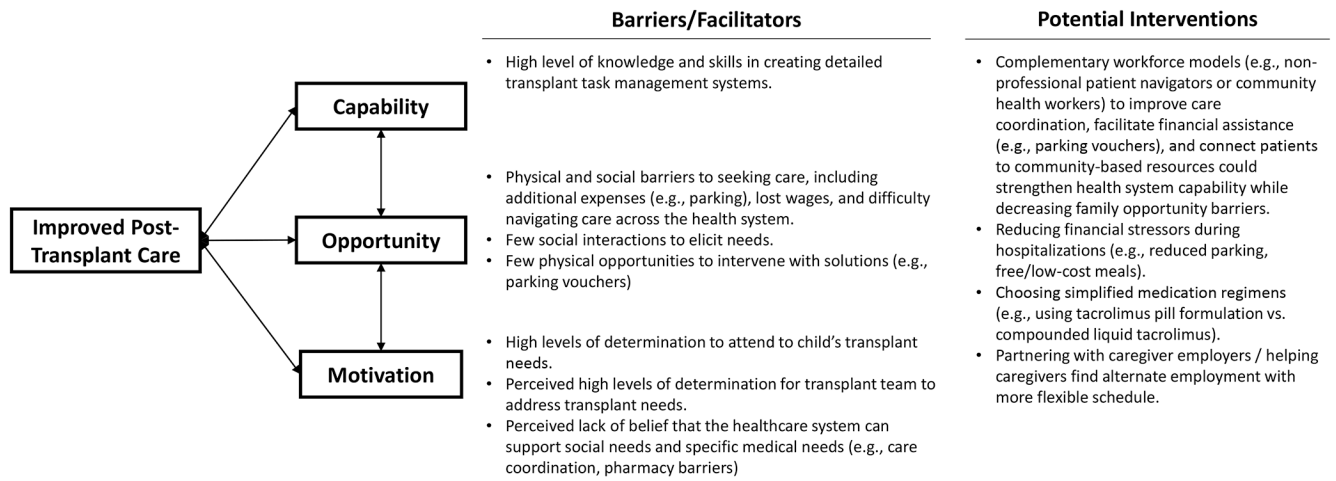 Barriers/Facilitators
Potential Interventions
Improved Post-
Transplant Care
Capability
Opportunity
Motivation
• High level of knowledge and skills in creating detailed
transplant task management systems.
• Physical and social barriers to seeking care, including
additional expenses (e.g., parking), lost wages, and difficulty
navigating care across the health system.
• Few social interactions to elicit needs.
• Few physical opportunities to intervene with solutions (e.g.,
parking vouchers)
• High levels of determination to attend to child’s transplant
needs.
• Perceived high levels of determination for transplant team to
address transplant needs.
• Perceived lack of belief that the healthcare system can
support social needs and specific medical needs (e.g., care
coordination, pharmacy barriers)
• Complementary workforce models (e.g., non-
professional patient navigators or community
health workers) to improve care
coordination, facilitate financial assistance
(e.g., parking vouchers), and connect patients
to community-based resources could
strengthen health system capability while
decreasing family opportunity barriers.
• Reducing financial stressors during
hospitalizations (e.g., reduced parking,
free/low-cost meals).
• Choosing simplified medication regimens
(e.g., using tacrolimus pill formulation vs.
compounded liquid tacrolimus).
• Partnering with caregiver employers / helping
caregivers find alternate employment with
more flexible schedule.